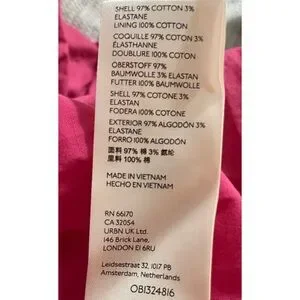 SHELL 97% COTTON 3%
ELASTANE
LINING 100% COTTON
COQUILLE 97% COTON 3%
ÉLASTHANNE
DOUBLURE 100% COTON
OBERSTOFF 97%
BAUMWOLLE 3% ELASTAN
FUTTER 100% BAUMWOLLE
SHELL 97% COTONE 3%
ELASTAN
FODERA 100% COTONE
EXTERIOR 97% ALGODÓN 3%
ELASTANE
FORRO 100% ALGODÓN
面料 97% 棉 3% 氨纶
里料 100% 棉
MADE IN VIETNAM
HECHO EN VIETNAM
RN 66170
CA 32054
URBN UK Ltd.
146 Brick Lane,
LONDON E1 6RU
Leidsestraat 32, 1017 PB
Amsterdam, Netherlands
OB1324816